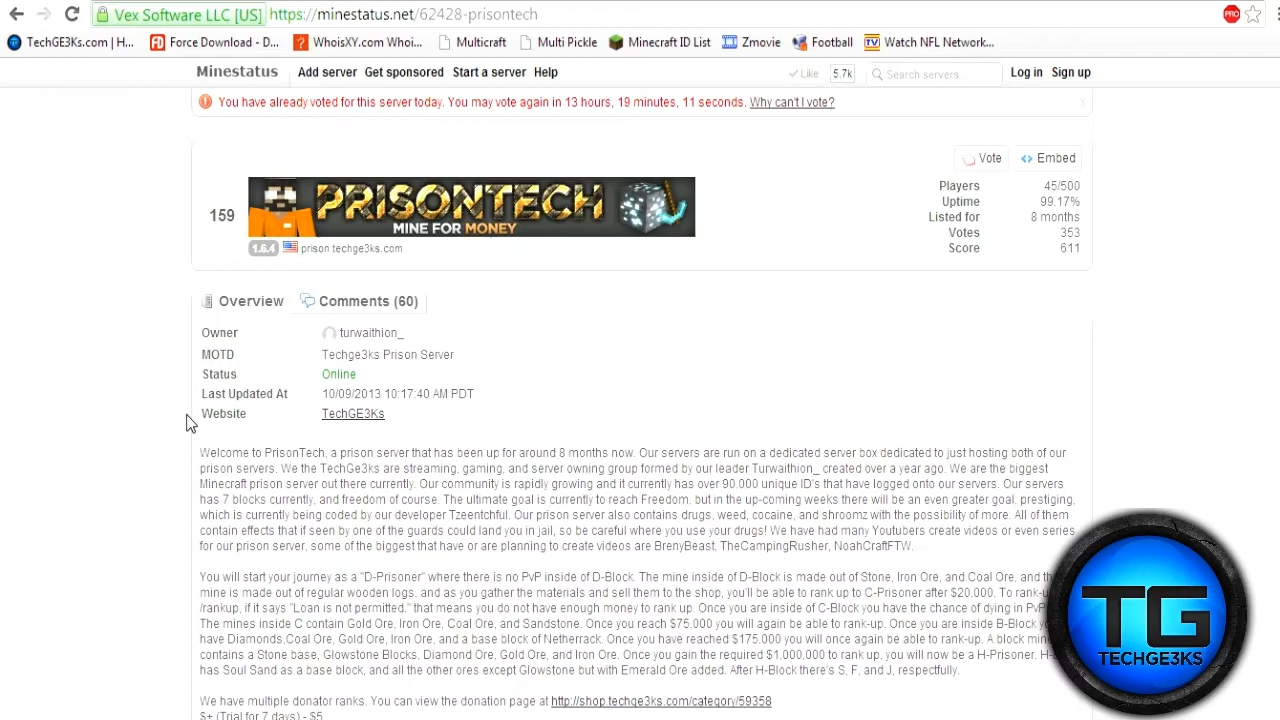 Vex Software LLC [US] https://minestatus.net/62428-prisontech
PRO
TechGE3Ks.com | H... Force Download - D... WhoisXY.com Whoi... Multicraft Multi Pickle Minecraft ID List Zmovie Football Watch NFL Network...
Minestatus Add server Get sponsored Start a server Help Like 5.7k Search servers Log in Sign up
You have already voted for this server today. You may vote again in 13 hours, 19 minutes, 11 seconds. Why can't I vote?
Vote Embed
Players 45/500
Uptime 99.17%
Listed for 8 months
Votes 353
Score 611
159 PRISONTECH
MINE FOR MONEY
1.6.4 prison.techge3ks.com
Overview Comments (60)
Owner turwaithion_
MOTD Techge3ks Prison Server
Status Online
Last Updated At 10/09/2013 10:17:40 AM PDT
Website TechGE3Ks
Welcome to PrisonTech, a prison server that has been up for around 8 months now. Our servers are run on a dedicated server box dedicated to just hosting both of our
prison servers. We the TechGe3ks are streaming, gaming, and server owning group formed by our leader Turwaithion_ created over a year ago. We are the biggest
Minecraft prison server out there currently. Our community is rapidly growing and it currently has over 90.000 unique ID's that have logged onto our servers. Our servers
has 7 blocks currently, and freedom of course. The ultimate goal is currently to reach Freedom, but in the up-coming weeks there will be an even greater goal, prestiging,
which is currently being coded by our developer Tzeentchful. Our prison server also contains drugs, weed, cocaine, and shroomz with the possibility of more. All of them
contain effects that if seen by one of the guards could land you in jail, so be careful where you use your drugs! We have had many Youtubers create videos or even series
for our prison server, some of the biggest that have or are planning to create videos are BrenyBeast, TheCampingRusher, NoahCraftFTW.
You will start your journey as a "D-Prisoner" where there is no PvP inside of D-Block. The mine inside of D-Block is made out of Stone, Iron Ore, and Coal Ore, and th
mine is made out of regular wooden logs, and as you gather the materials and sell them to the shop, you'll be able to rank up to C-Prisoner after $20.000. To rank-u
/rankup, if it says "Loan is not permitted." that means you do not have enough money to rank up. Once you are inside of C-Block you have the chance of dying in PvP
The mines inside C contain Gold Ore, Iron Ore, Coal Ore, and Sandstone. Once you reach $75.000 you will again be able to rank-up. Once you are inside B-Block yo
have Diamonds,Coal Ore, Gold Ore, Iron Ore, and a base block of Netherrack. Once you have reached $175.000 you will once again be able to rank-up. A block min
contains a Stone base, Glowstone Blocks, Diamond Ore, Gold Ore, and Iron Ore. Once you gain the required $1.000.000 to rank up, you will now be a H-Prisoner. H-
has Soul Sand as a base block, and all the other ones except Glowstone but with Emerald Ore added. After H-Block there's S, F, and J, respectfully.
We have multiple donator ranks. You can view the donation page at http://shop.techge3ks.com/category/59358
$+ (Trial for 7 days) - $5
TG
TECHGE3KS